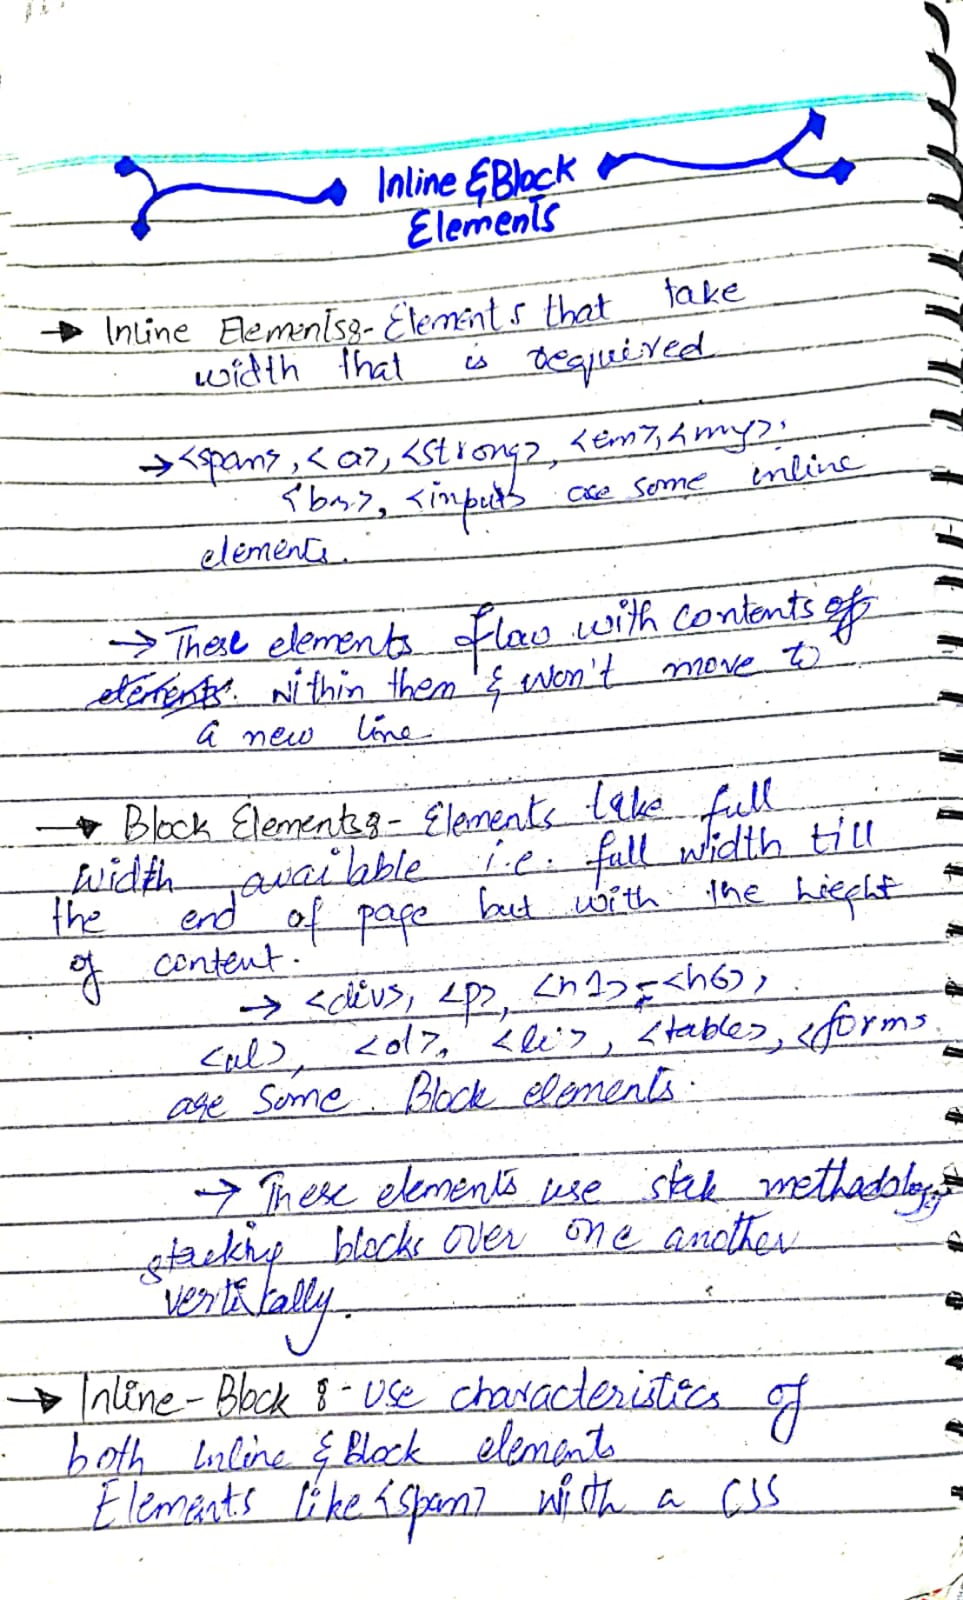 Inline & Block
Elements
→ Inline Elements:- Elements that take
width that is required
→ <span>, <a>, <strong>, <em>, <img>,
<br>, <input> are some inline
elements.
→ These elements flow with contents of
elements. within them & won't move to
a new line
→ Block Elements:- Elements take full
width available i.e. full width till
the end of page but with the hieght
of content.
→ <div>, <p>, <h1>-<h6>,
<ul>, <ol>, <li>, <table>, <form>
are some Block elements.
→ These elements use stak methadology
stacking blocks over one another
vertikally.
→ Inline-Block :- Use characteristics of
both Inline & Block elements
Elements like <span> with a CSS